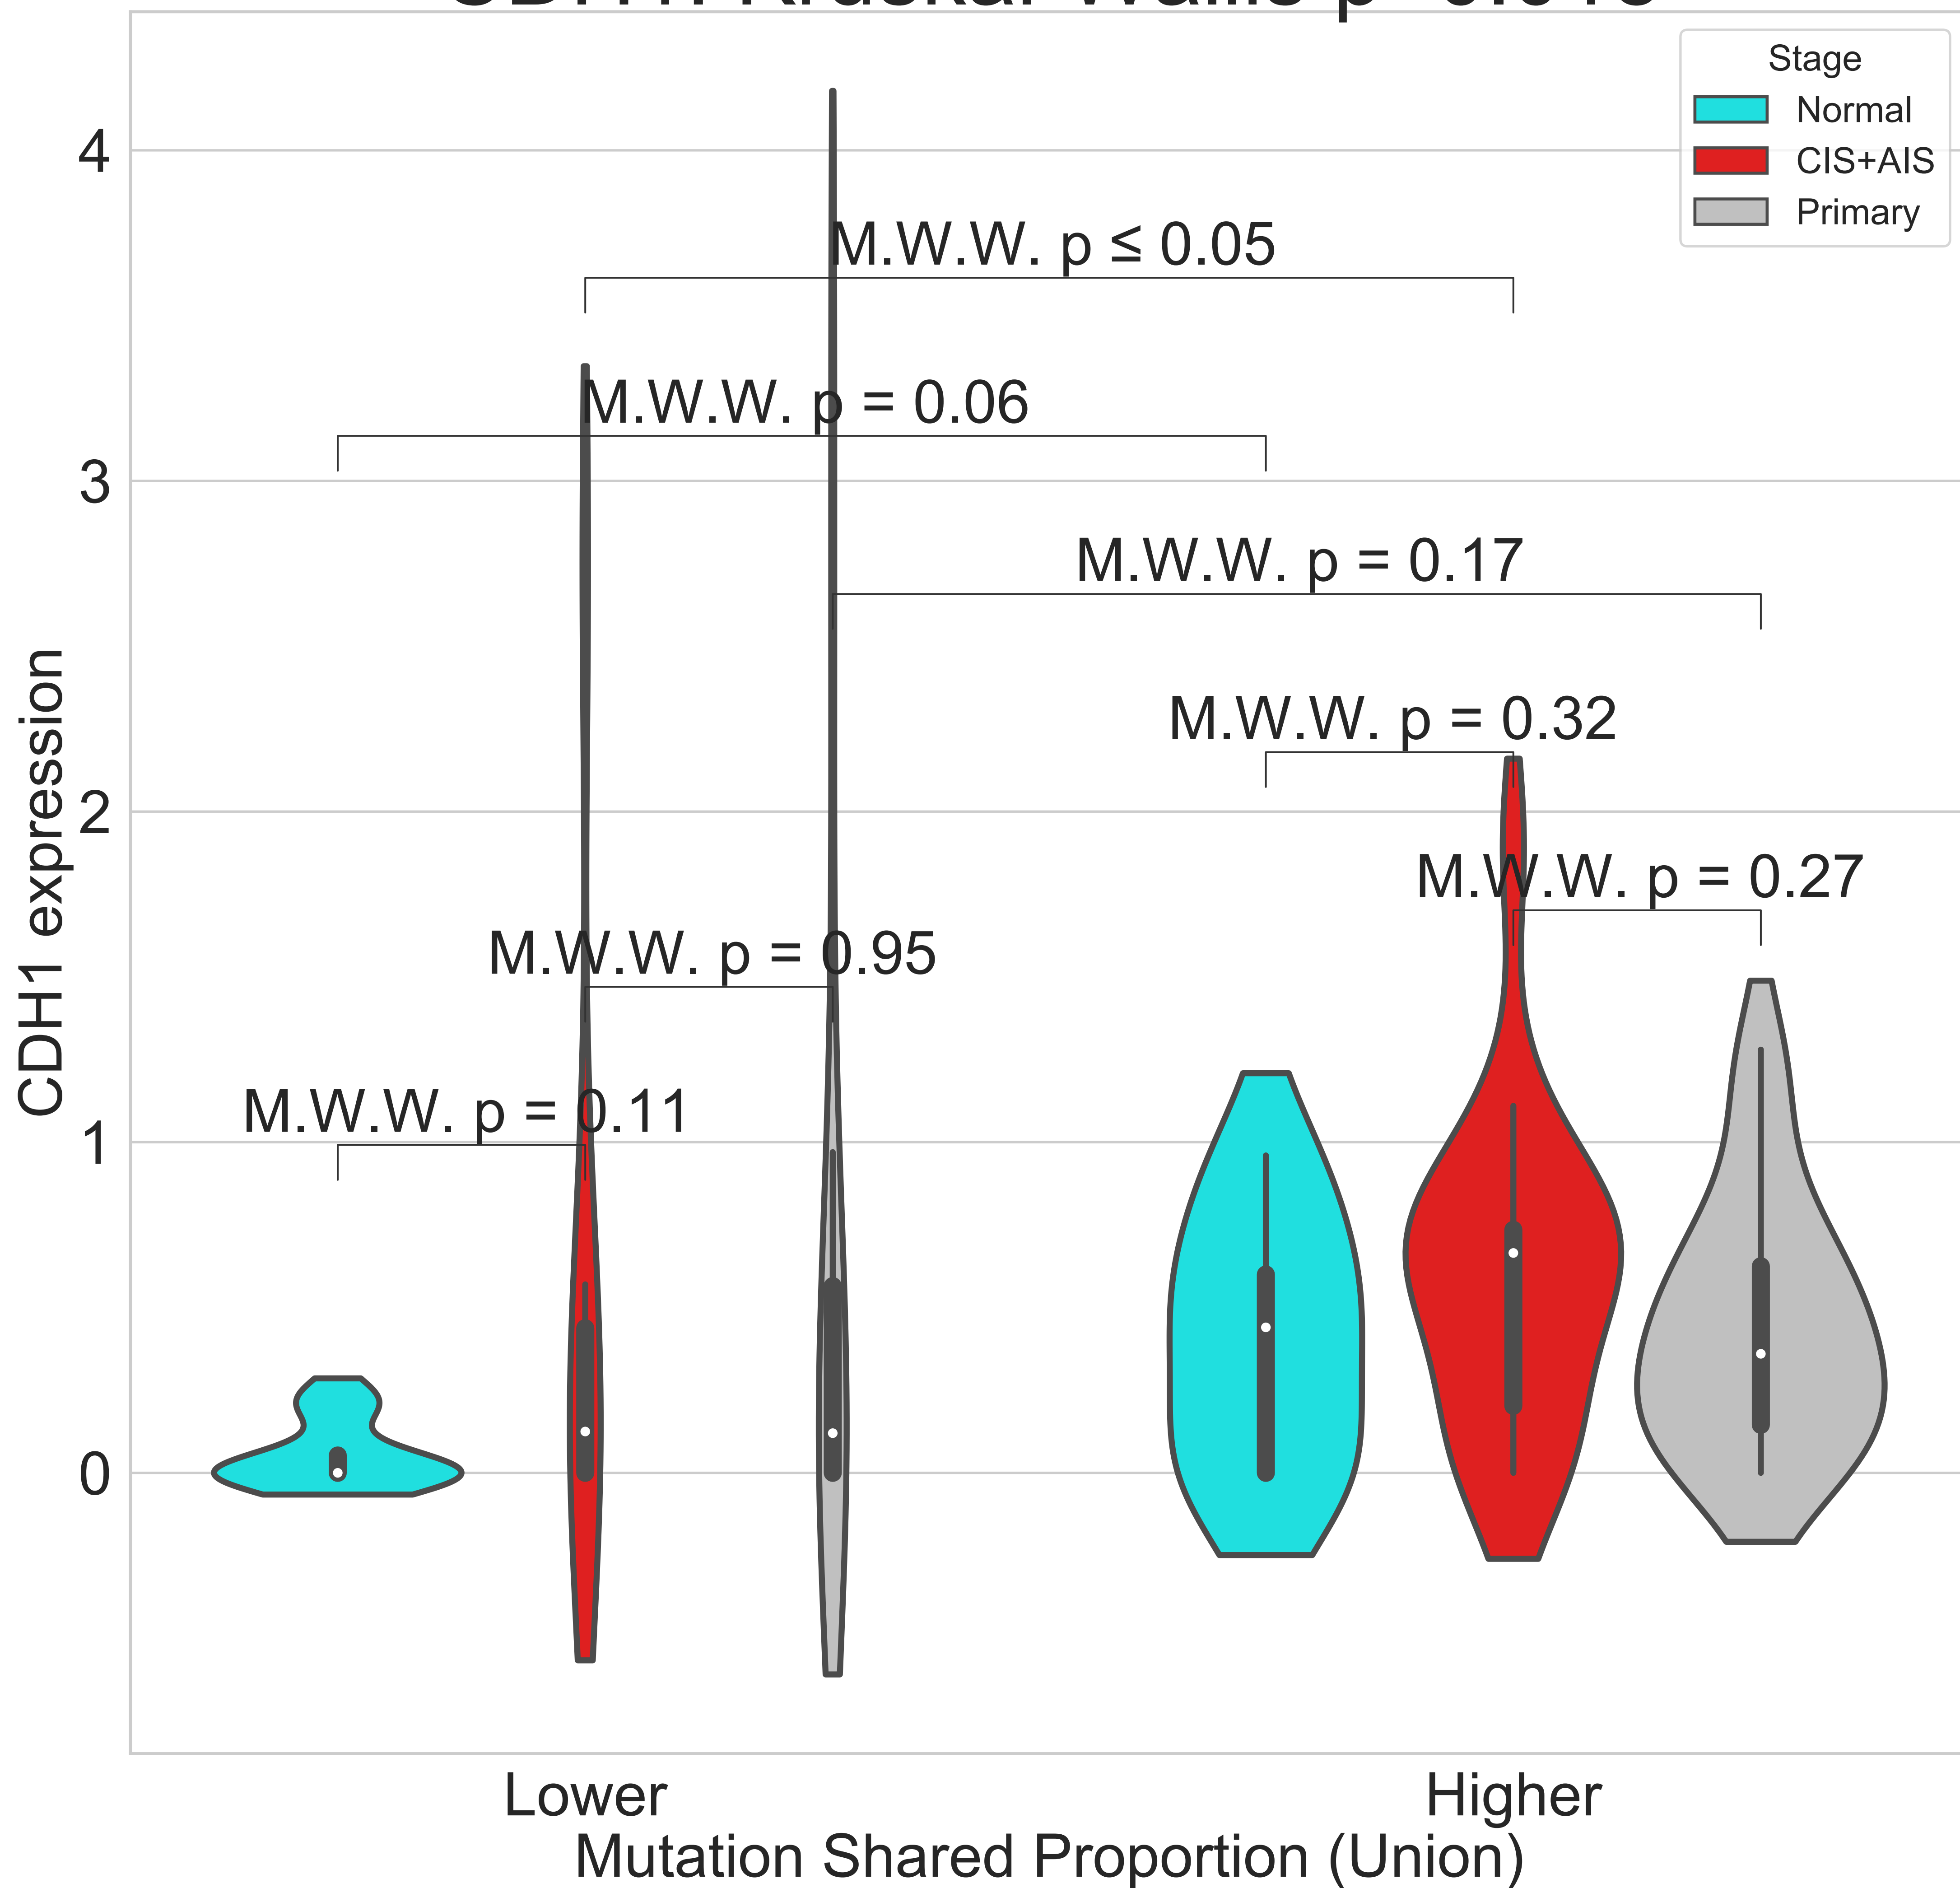 Stage
Normal
CIS+AIS
Primary
4
3
2
1
0
CDH1 expression
M.W.W. p ≤ 0.05
M.W.W. p = 0.06
M.W.W. p = 0.17
M.W.W. p = 0.32
M.W.W. p = 0.27
M.W.W. p = 0.95
M.W.W. p = 0.11
Lower
Higher
Mutation Shared Proportion (Union)